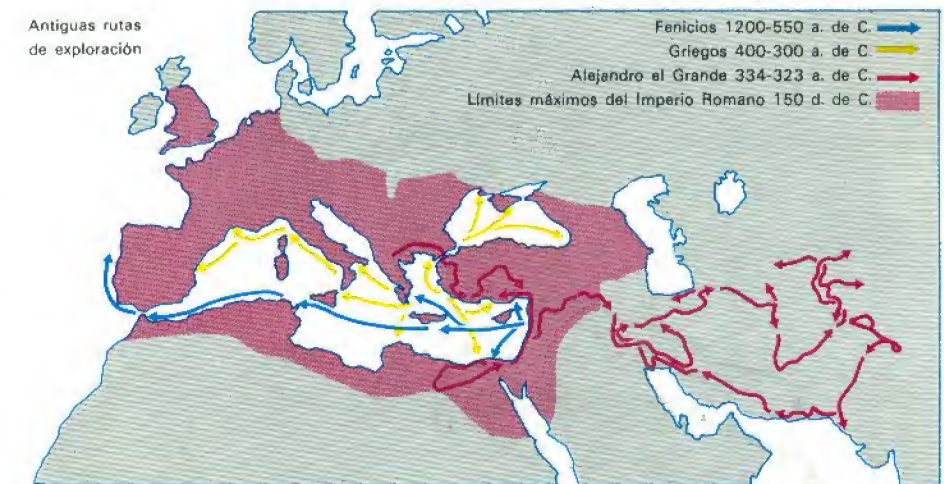 Antiguas rutas
de exploración
Fenicios 1200-550 a. de C.
Griegos 400-300 a. de C.
Alejandro el Grande 334-323 a. de C.
Límites máximos del Imperio Romano 150 d. de C.